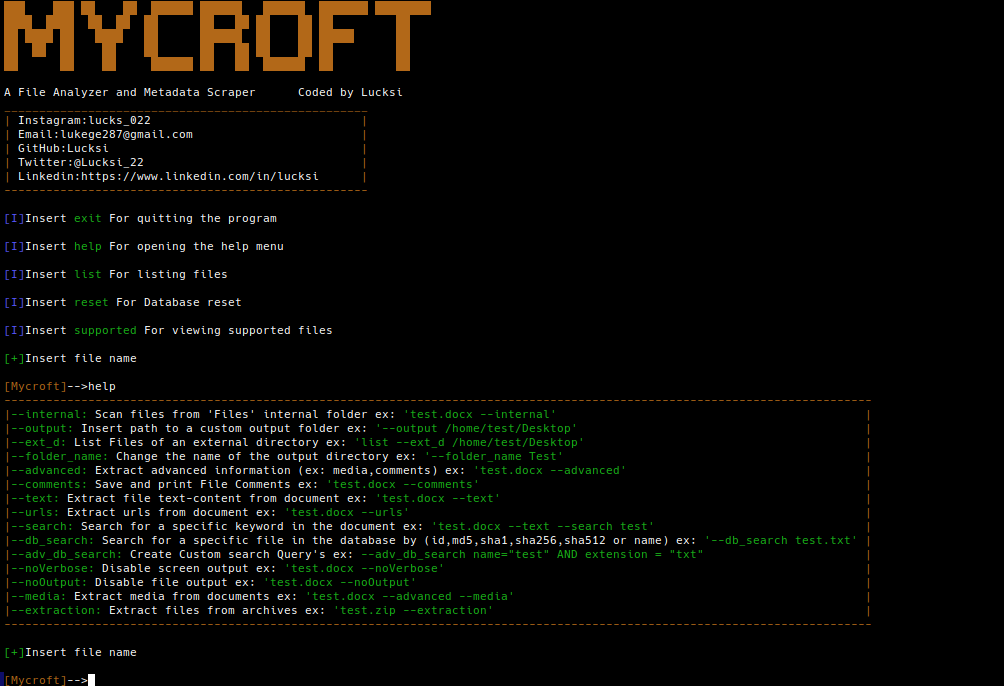 MYCROFT
A File Analyzer and Metadata Scraper      Coded by Lucksi
____________________________________________________
| Instagram:lucks_022                              |
| Email:lukege287@gmail.com                        |
| GitHub:Lucksi                                    |
| Twitter:@Lucksi_22                               |
| Linkedin:https://www.linkedin.com/in/lucksi      |
----------------------------------------------------
[I]Insert exit For quitting the program
[I]Insert help For opening the help menu
[I]Insert list For listing files
[I]Insert reset For Database reset
[I]Insert supported For viewing supported files
[+]Insert file name
[Mycroft]-->help
----------------------------------------------------------------------------------------------------------------------------
|--internal: Scan files from 'Files' internal folder ex: 'test.docx --internal' |
|--output: Insert path to a custom output folder ex: '--output /home/test/Desktop' |
|--ext_d: List Files of an external directory ex: 'list --ext_d /home/test/Desktop' |
|--folder_name: Change the name of the output directory ex: '--folder_name Test' |
|--advanced: Extract advanced information (ex: media,comments) ex: 'test.docx --advanced' |
|--comments: Save and print File Comments ex: 'test.docx --comments' |
|--text: Extract file text-content from document ex: 'test.docx --text' |
|--urls: Extract urls from document ex: 'test.docx --urls' |
|--search: Search for a specific keyword in the document ex: 'test.docx --text --search test' |
|--db_search: Search for a specific file in the database by (id,md5,sha1,sha256,sha512 or name) ex: '--db_search test.txt' |
|--adv_db_search: Create Custom search Query's ex: --adv_db_search name="test" AND extension = "txt" |
|--noVerbose: Disable screen output ex: 'test.docx --noVerbose' |
|--noOutput: Disable file output ex: 'test.docx --noOutput' |
|--media: Extract media from documents ex: 'test.docx --advanced --media' |
|--extraction: Extract files from archives ex: 'test.zip --extraction' |
----------------------------------------------------------------------------------------------------------------------------
[+]Insert file name
[Mycroft]-->